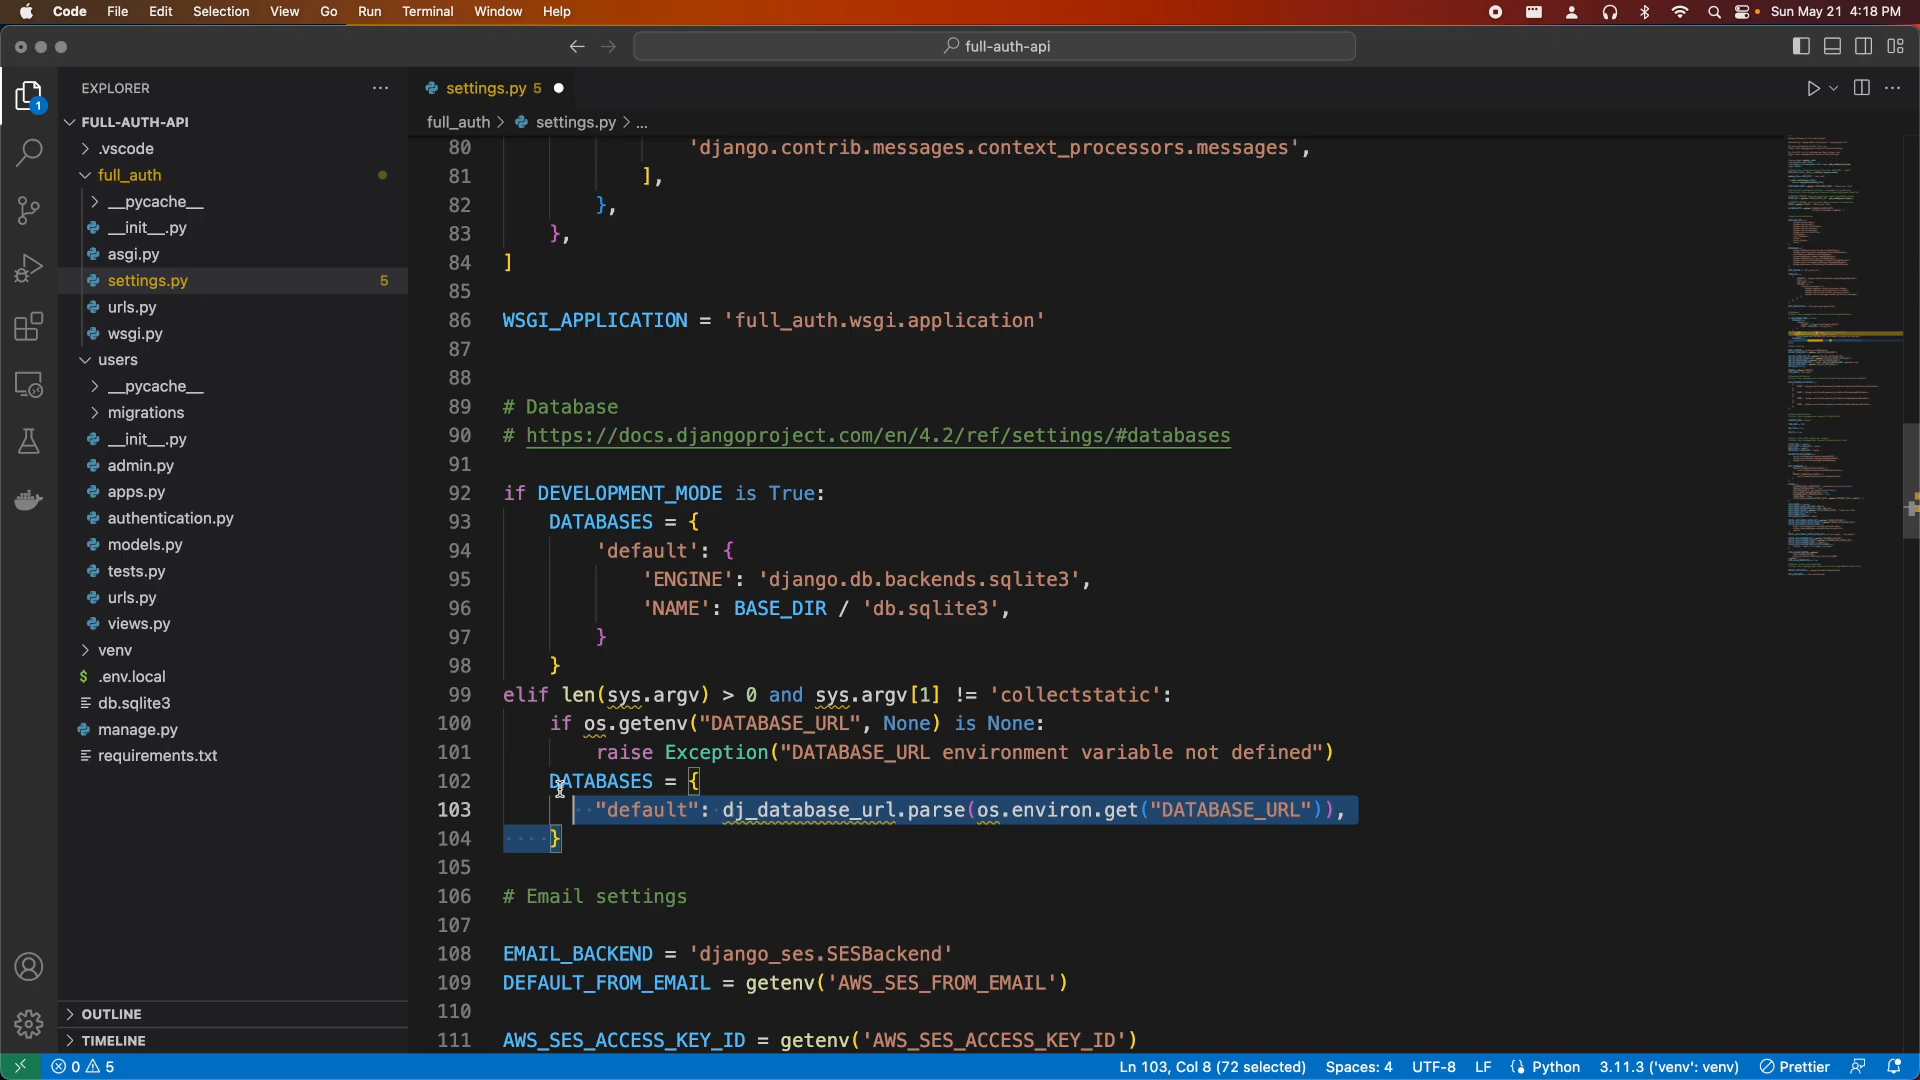 Code File Edit Selection View Go Run Terminal Window Help Sun May 21 4:18 PM
full-auth-api
EXPLORER
1
FULL-AUTH-API
.vscode
full_auth
__pycache__
__init__.py
asgi.py
settings.py 5
urls.py
wsgi.py
users
__pycache__
migrations
__init__.py
admin.py
apps.py
authentication.py
models.py
tests.py
urls.py
views.py
venv
$ .env.local
db.sqlite3
manage.py
requirements.txt
OUTLINE
TIMELINE
settings.py 5
full_auth > settings.py > ...
80 'django.contrib.messages.context_processors.messages',
81 ],
82 },
83 },
84 ]
85
86 WSGI_APPLICATION = 'full_auth.wsgi.application'
87
88
89 # Database
90 # https://docs.djangoproject.com/en/4.2/ref/settings/#databases
91
92 if DEVELOPMENT_MODE is True:
93 DATABASES = {
94 'default': {
95 'ENGINE': 'django.db.backends.sqlite3',
96 'NAME': BASE_DIR / 'db.sqlite3',
97 }
98 }
99 elif len(sys.argv) > 0 and sys.argv[1] != 'collectstatic':
100 if os.getenv("DATABASE_URL", None) is None:
101 raise Exception("DATABASE_URL environment variable not defined")
102 DATABASES = {
103 "default": dj_database_url.parse(os.environ.get("DATABASE_URL")),
104 }
105
106 # Email settings
107
108 EMAIL_BACKEND = 'django_ses.SESBackend'
109 DEFAULT_FROM_EMAIL = getenv('AWS_SES_FROM_EMAIL')
110
111 AWS_SES_ACCESS_KEY_ID = getenv('AWS_SES_ACCESS_KEY_ID')
0 5 Ln 103, Col 8 (72 selected) Spaces: 4 UTF-8 LF Python 3.11.3 ('venv': venv) Prettier